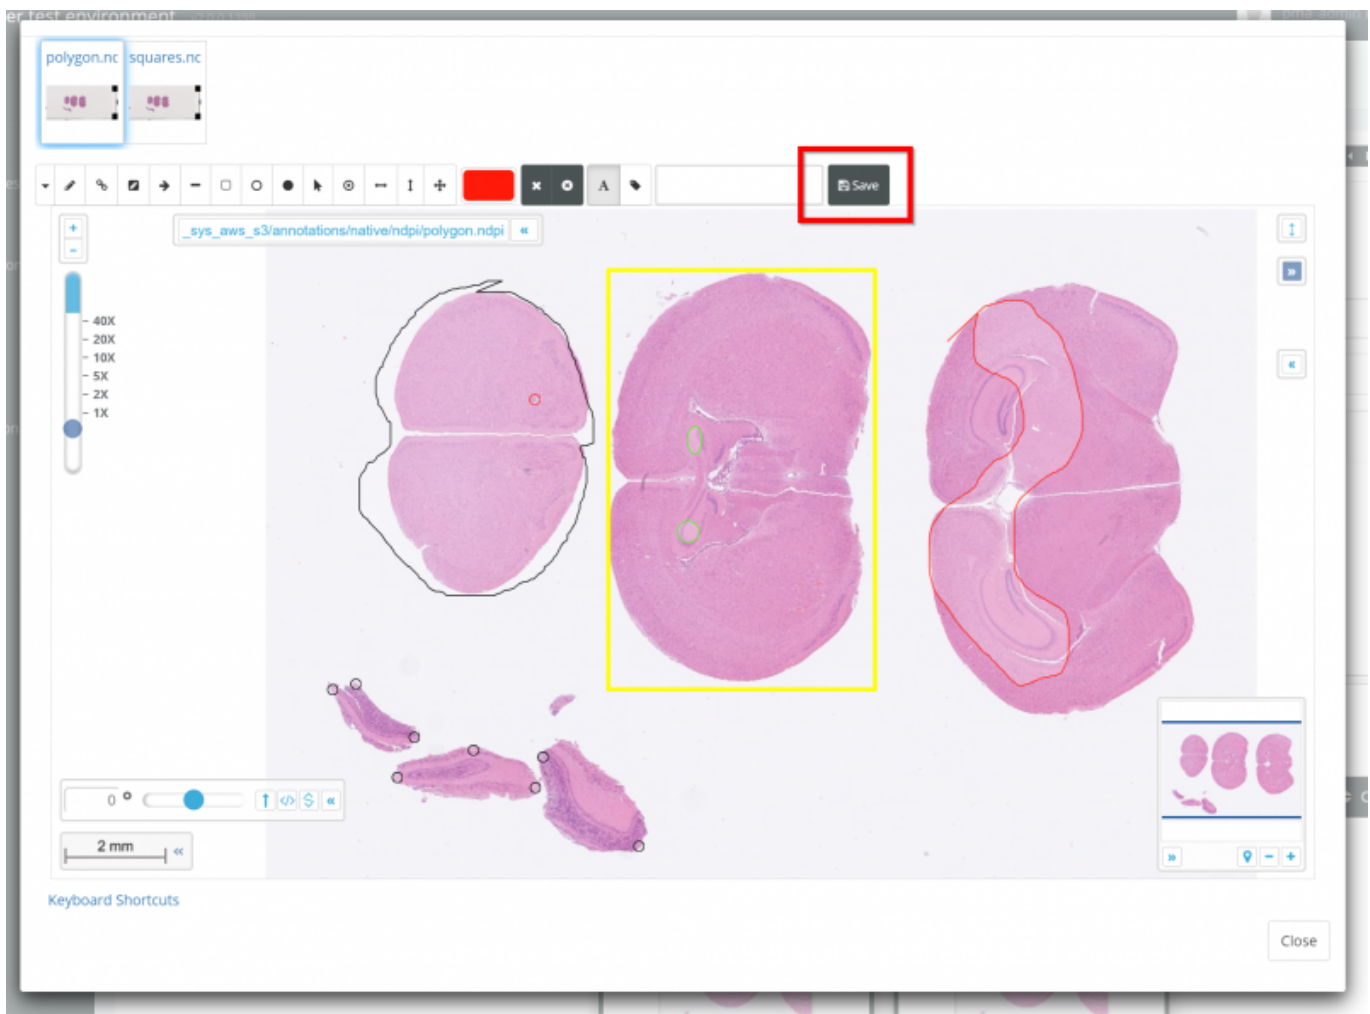 er test environment
polygon.nc squares.nc
A
Save
_sys_aws_s3/annotations/native/ndpi/polygon.ndpi
40X
20X
10X
5X
2X
1X
0 °
2 mm
Keyboard Shortcuts
Close